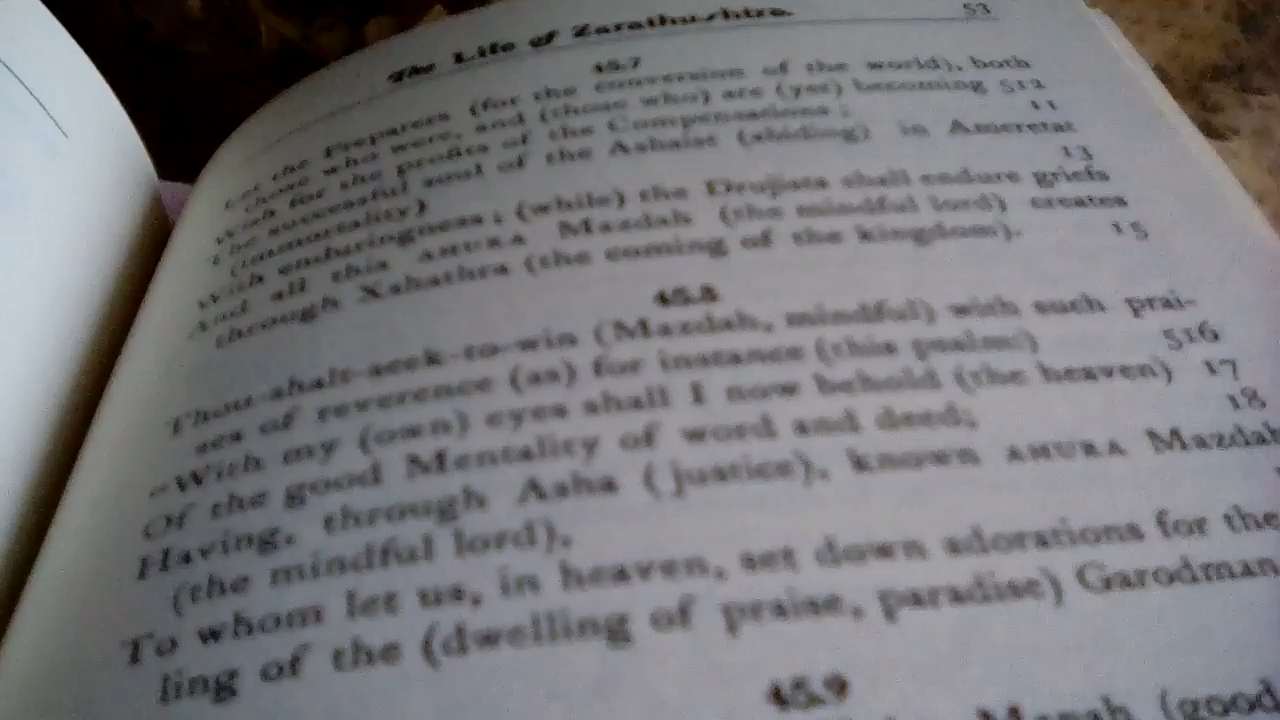 The Life of Zarathushtra 53
45.7
the Preparers (for the conversion of the world), both
those who were, and (those who) are (yet) becoming 512
Wish for the profits of the Compensations; 11
The successful soul of the Ashaist (abiding) in Ameretat
(immortality) 13
With enduringness; (while) the Drujists shall endure griefs
And all this AHURA Mazdah (the mindful lord) creates
through Xshathra (the coming of the kingdom). 15
45.8
Thou-shalt-seek-to-win (Mazdah, mindful) with such prai-
ses of reverence (as) for instance (this psalm:) 516
«With my (own) eyes shall I now behold (the heaven) 17
Of the good Mentality of word and deed; 18
Having, through Asha (justice), known AHURA Mazdah
(the mindful lord),
To whom let us, in heaven, set down adorations for the
ling of the (dwelling of praise, paradise) Garodman
45.9
Manah (good